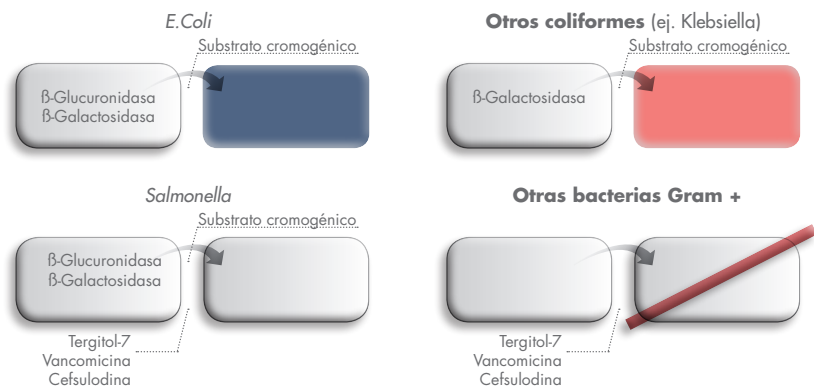 E.Coli
Substrato cromogénico
ß-Glucuronidasa
ß-Galactosidasa
Otros coliformes (ej. Klebsiella)
Substrato cromogénico
ß-Galactosidasa
Salmonella
Substrato cromogénico
ß-Glucuronidasa
ß-Galactosidasa
Tergitol-7
Vancomicina
Cefsulodina
Otras bacterias Gram +
Tergitol-7
Vancomicina
Cefsulodina